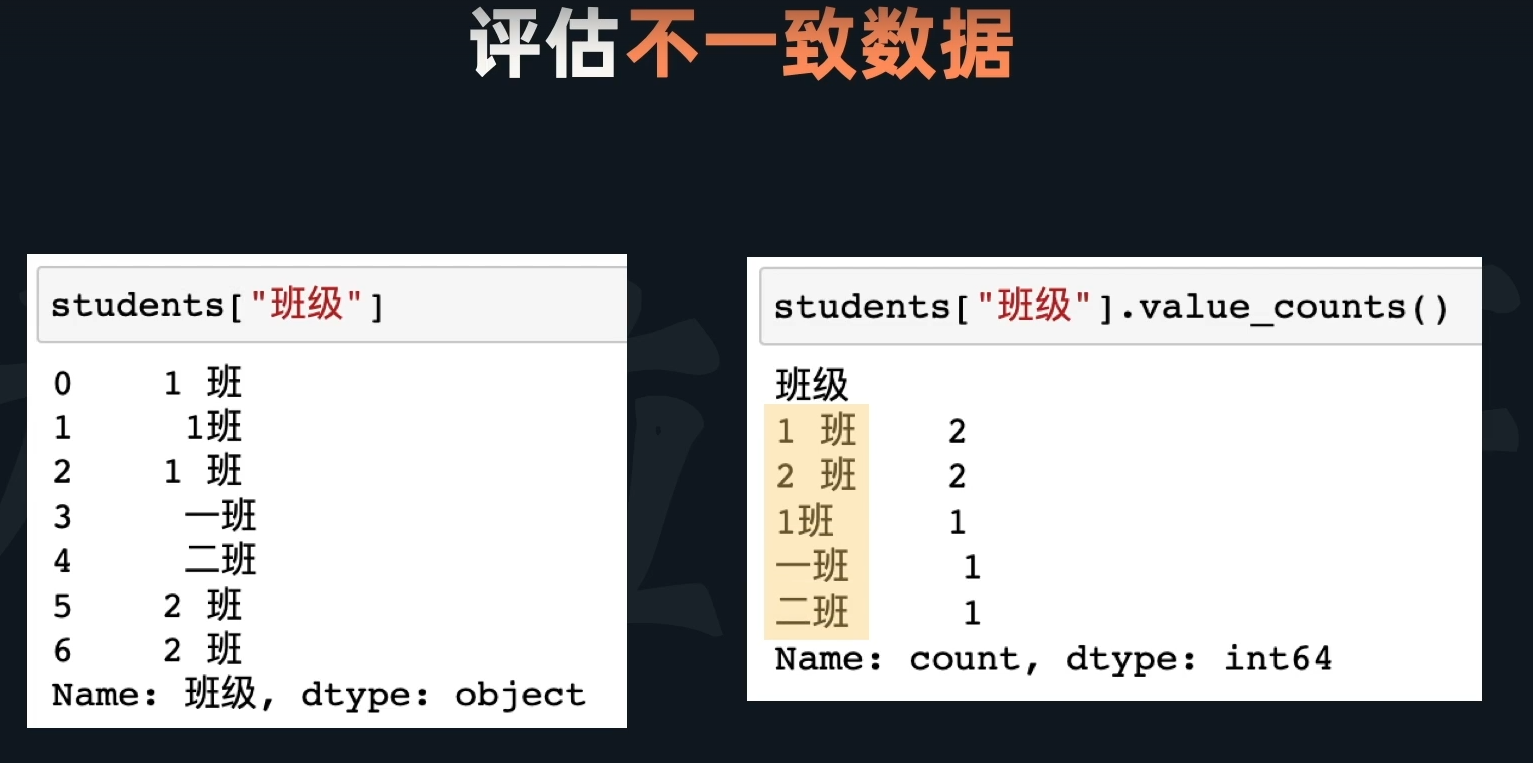 评估不一致数据
students["班级"]
0     1 班
1      1班
2     1 班
3      一班
4      二班
5     2 班
6     2 班
Name: 班级, dtype: object
students["班级"].value_counts()
班级
1 班     2
2 班     2
1班      1
一班      1
二班      1
Name: count, dtype: int64